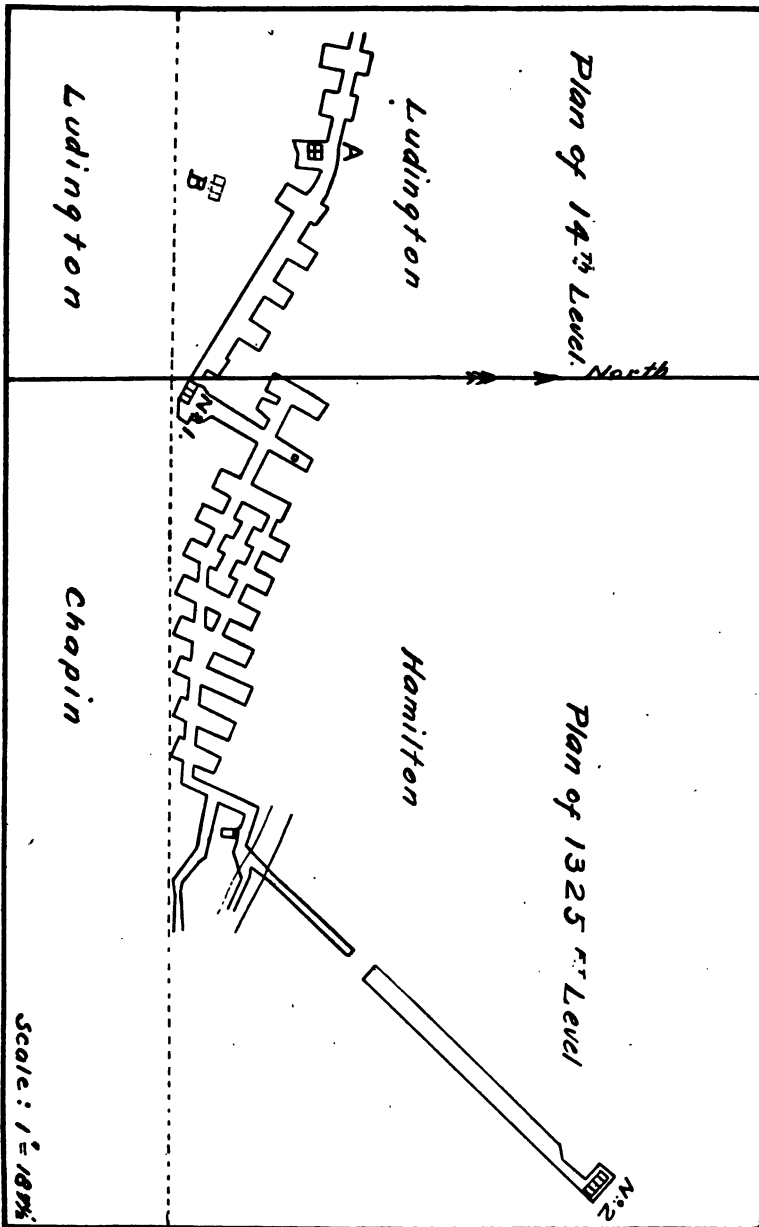 Plan of 14Th Level.
Plan of 1325 FT Level
North
Ludington
Hamilton
A
B
No 1.
No 2
Ludington
Chapin